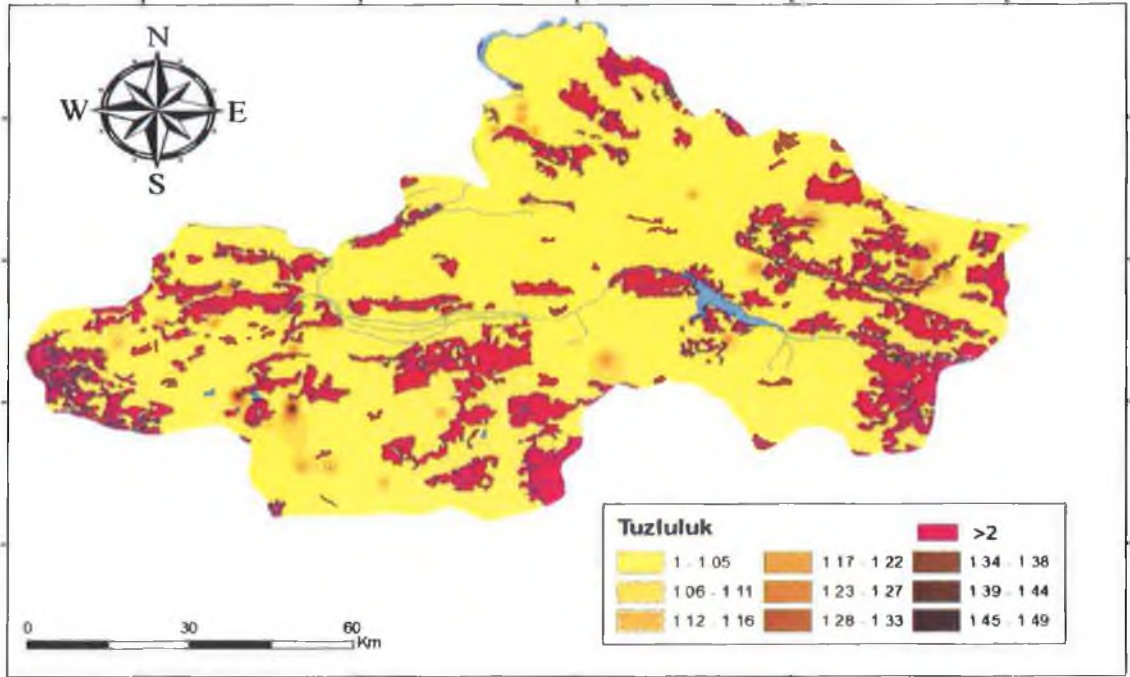 N
W E
S
Tuzluluk
>2
1 - 1 05
1 06 - 1 11
1 12 - 1 16
1 17 - 1 22
1 23 - 1 27
1 28 - 1 33
1 34 - 1 38
1 39 - 1 44
1 45 - 1 49
0 30 60
Km